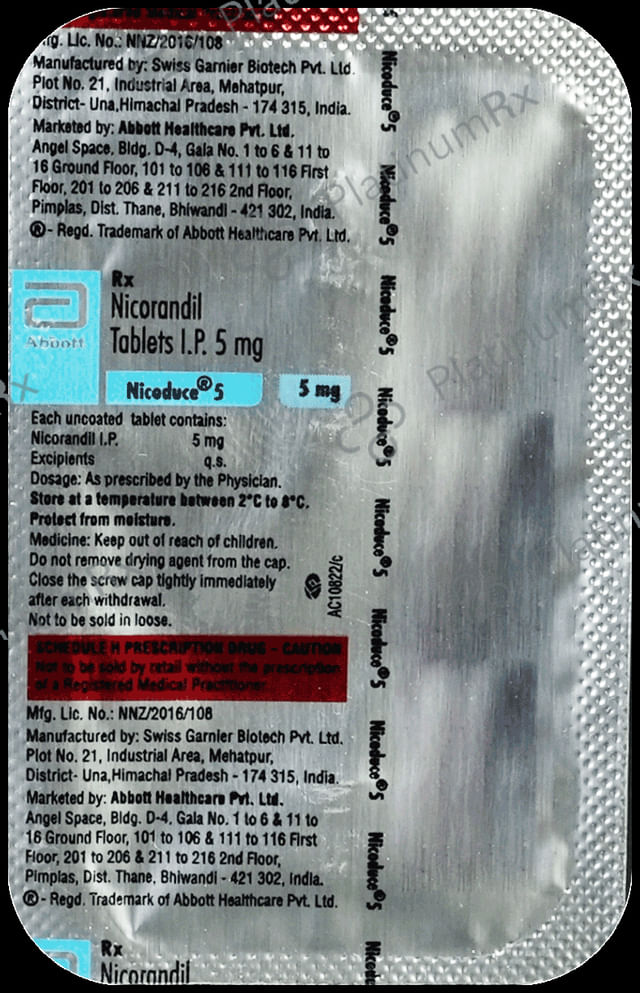 Mfg. Lic. No.: NNZ/2016/108
Manufactured by: Swiss Garnier Biotech Pvt. Ltd.
Plot No. 21, Industrial Area, Mehatpur,
District- Una,Himachal Pradesh - 174 315, India.
Marketed by: Abbott Healthcare Pvt. Ltd.
Angel Space, Bldg. D-4, Gala No. 1 to 6 & 11 to
16 Ground Floor, 101 to 106 & 111 to 116 First
Floor, 201 to 206 & 211 to 216 2nd Floor,
Pimplas, Dist. Thane, Bhiwandi - 421 302, India.
®- Regd. Trademark of Abbott Healthcare Pvt. Ltd.
Abbott
Rx
Nicorandil
Tablets I.P. 5 mg
Nicoduce® 5
5 mg
Each uncoated tablet contains:
Nicorandil I.P. 5 mg
Excipients q.s.
Dosage: As prescribed by the Physician.
Store at a temperature between 2°C to 8°C.
Protect from moisture.
Medicine: Keep out of reach of children.
Do not remove drying agent from the cap.
Close the screw cap tightly immediately
after each withdrawal.
Not to be sold in loose.
AC10822/c
SCHEDULE H PRESCRIPTION DRUG - CAUTION
Not to be sold by retail without the prescription
of a Registered Medical Practitioner.
Mfg. Lic. No.: NNZ/2016/108
Manufactured by: Swiss Garnier Biotech Pvt. Ltd.
Plot No. 21, Industrial Area, Mehatpur,
District- Una,Himachal Pradesh - 174 315, India.
Marketed by: Abbott Healthcare Pvt. Ltd.
Angel Space, Bldg. D-4, Gala No. 1 to 6 & 11 to
16 Ground Floor, 101 to 106 & 111 to 116 First
Floor, 201 to 206 & 211 to 216 2nd Floor,
Pimplas, Dist. Thane, Bhiwandi - 421 302, India.
®- Regd. Trademark of Abbott Healthcare Pvt. Ltd.
Rx
Nicorandil
Nicoduce® 5
Nicoduce® 5
Nicoduce® 5
Nicoduce® 5
Nicoduce® 5
Nicoduce® 5
Nicoduce® 5
Nicoduce® 5
PlatinumRx
PlatinumRx